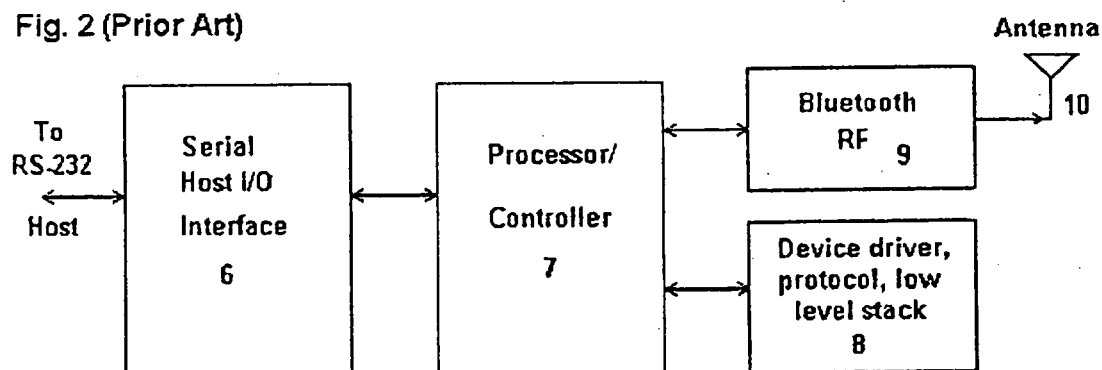 Fig. 2 (Prior Art)
Antenna
10
To
RS-232
Host
Serial
Host I/O
Interface
6
Processor/
Controller
7
Bluetooth
RF 9
Device driver,
protocol, low
level stack
8